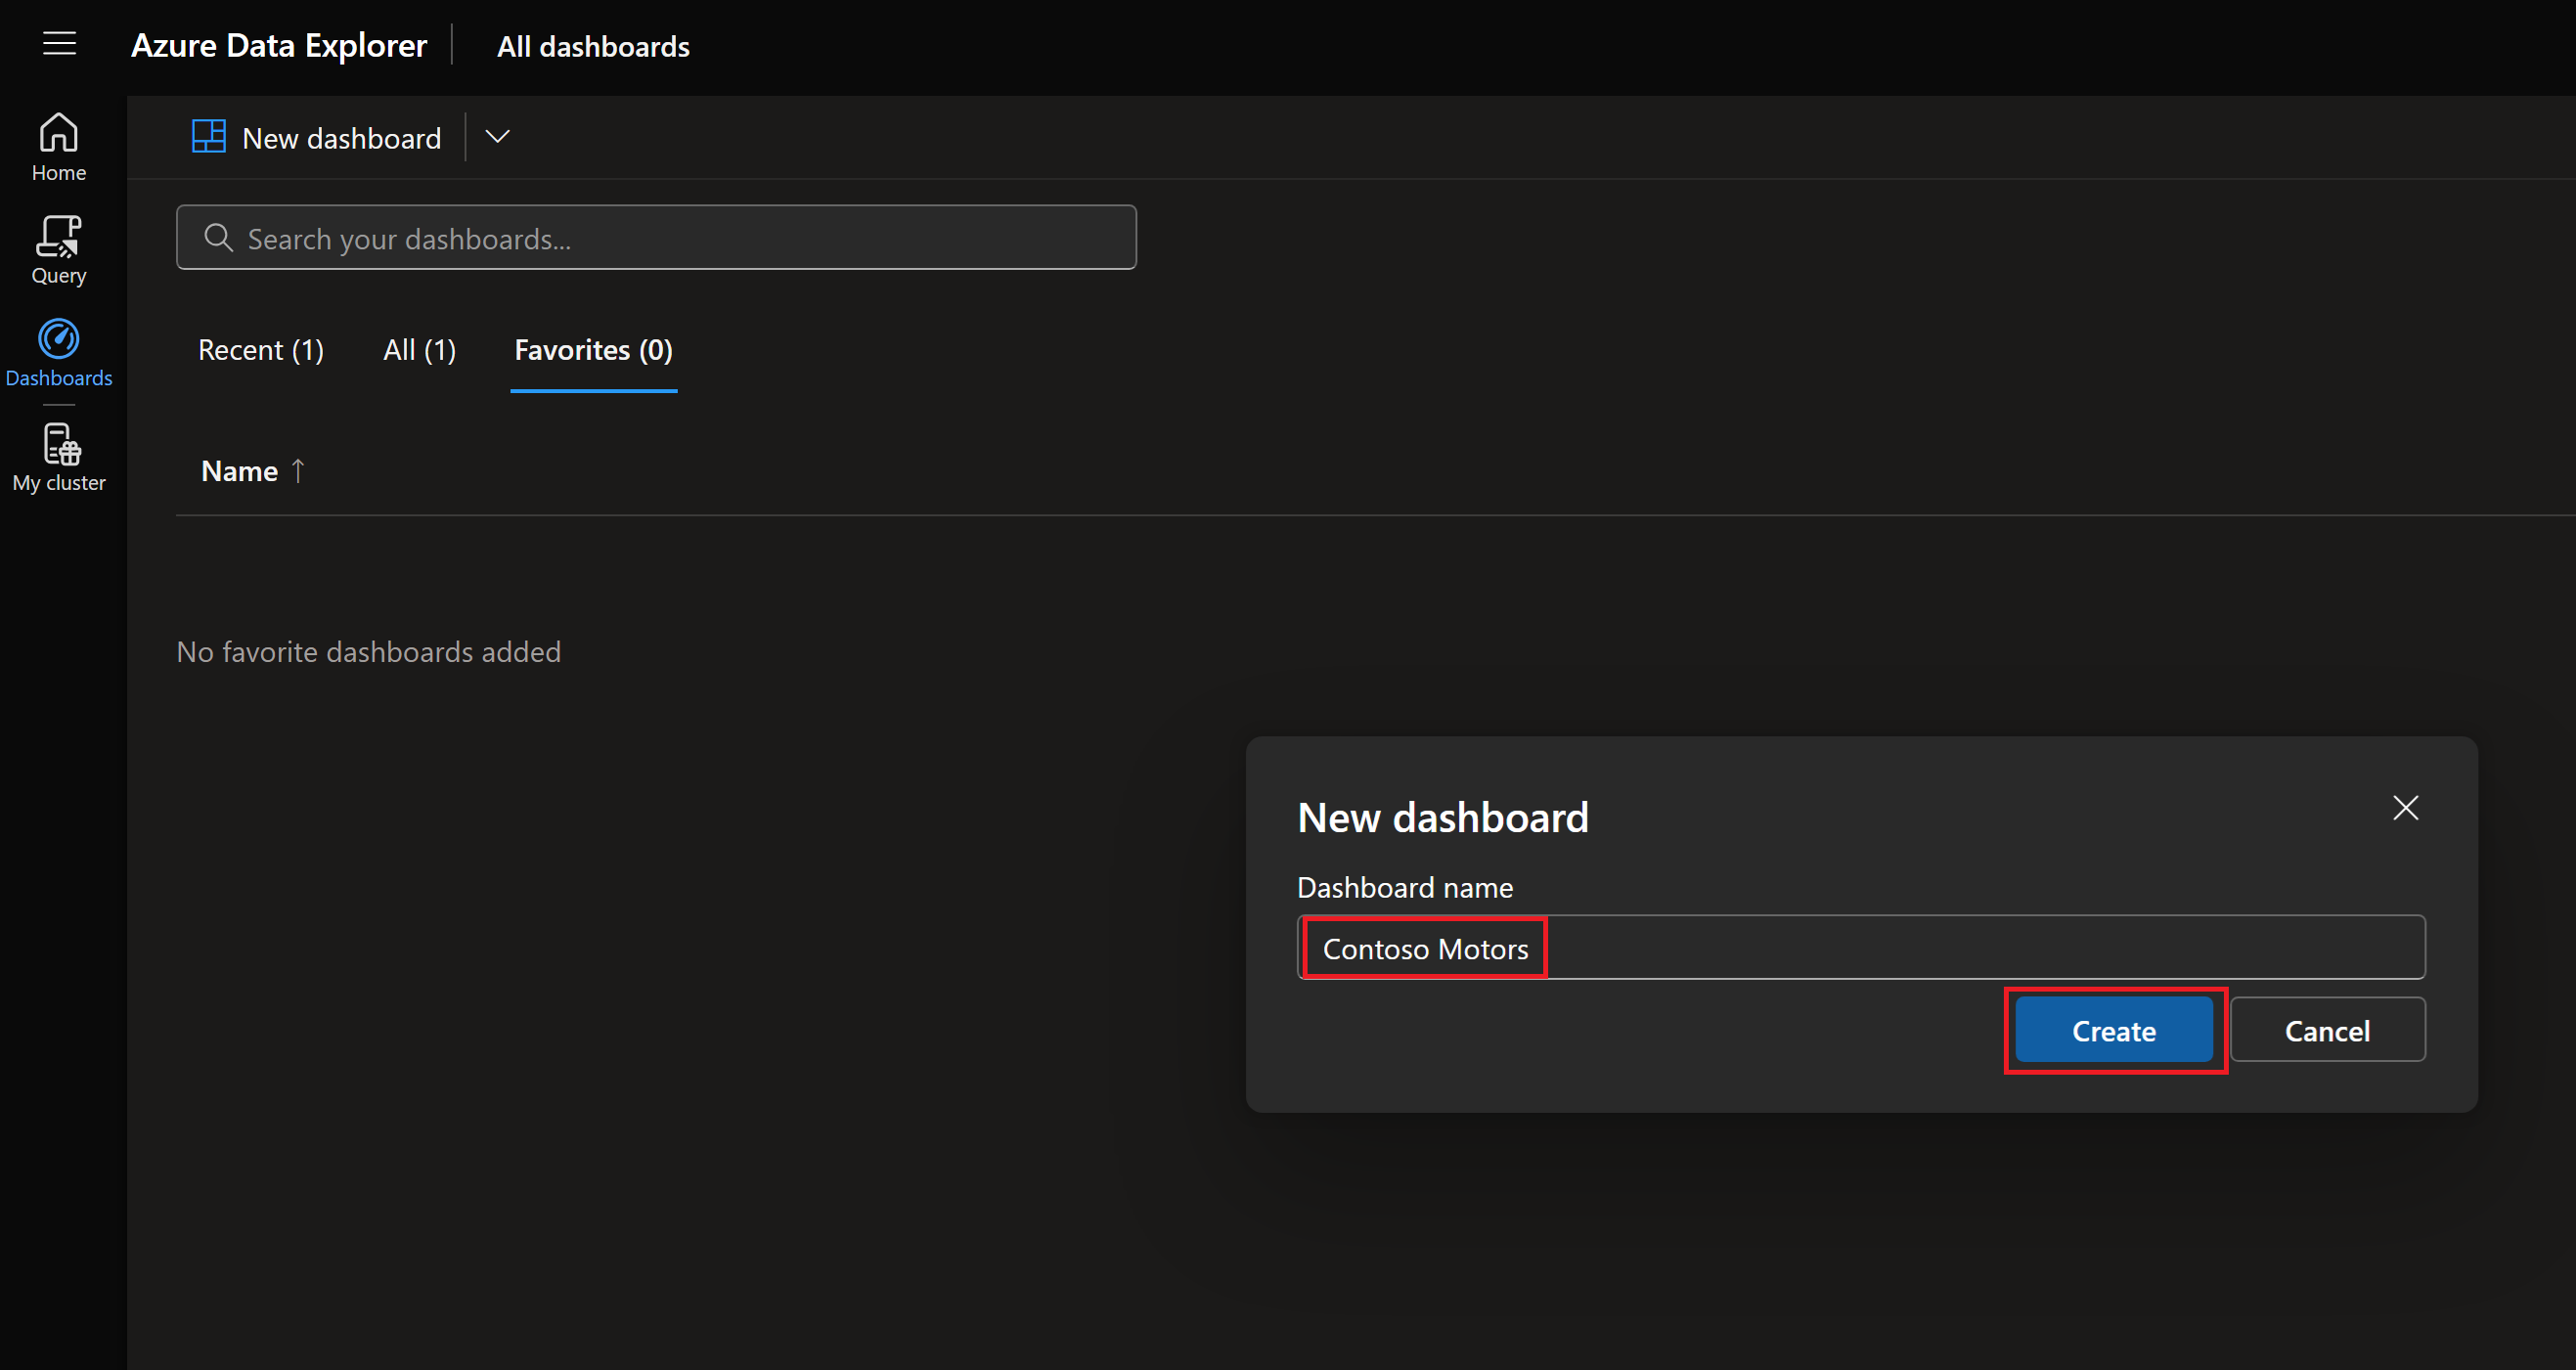 Azure Data Explorer
All dashboards
Home
Query
Dashboards
My cluster
New dashboard
Search your dashboards...
Recent (1)
All (1)
Favorites (0)
Name ↑
No favorite dashboards added
New dashboard
Dashboard name
Contoso Motors
Create
Cancel